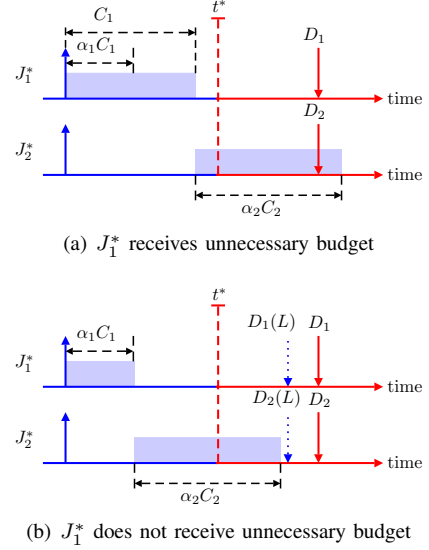 C₁
t*
α₁C₁
D₁
J₁*
time
D₂
J₂*
time
α₂C₂
(a) J₁* receives unnecessary budget
t*
α₁C₁
D₁(L)
D₁
J₁*
time
D₂(L)
D₂
J₂*
time
α₂C₂
(b) J₁* does not receive unnecessary budget